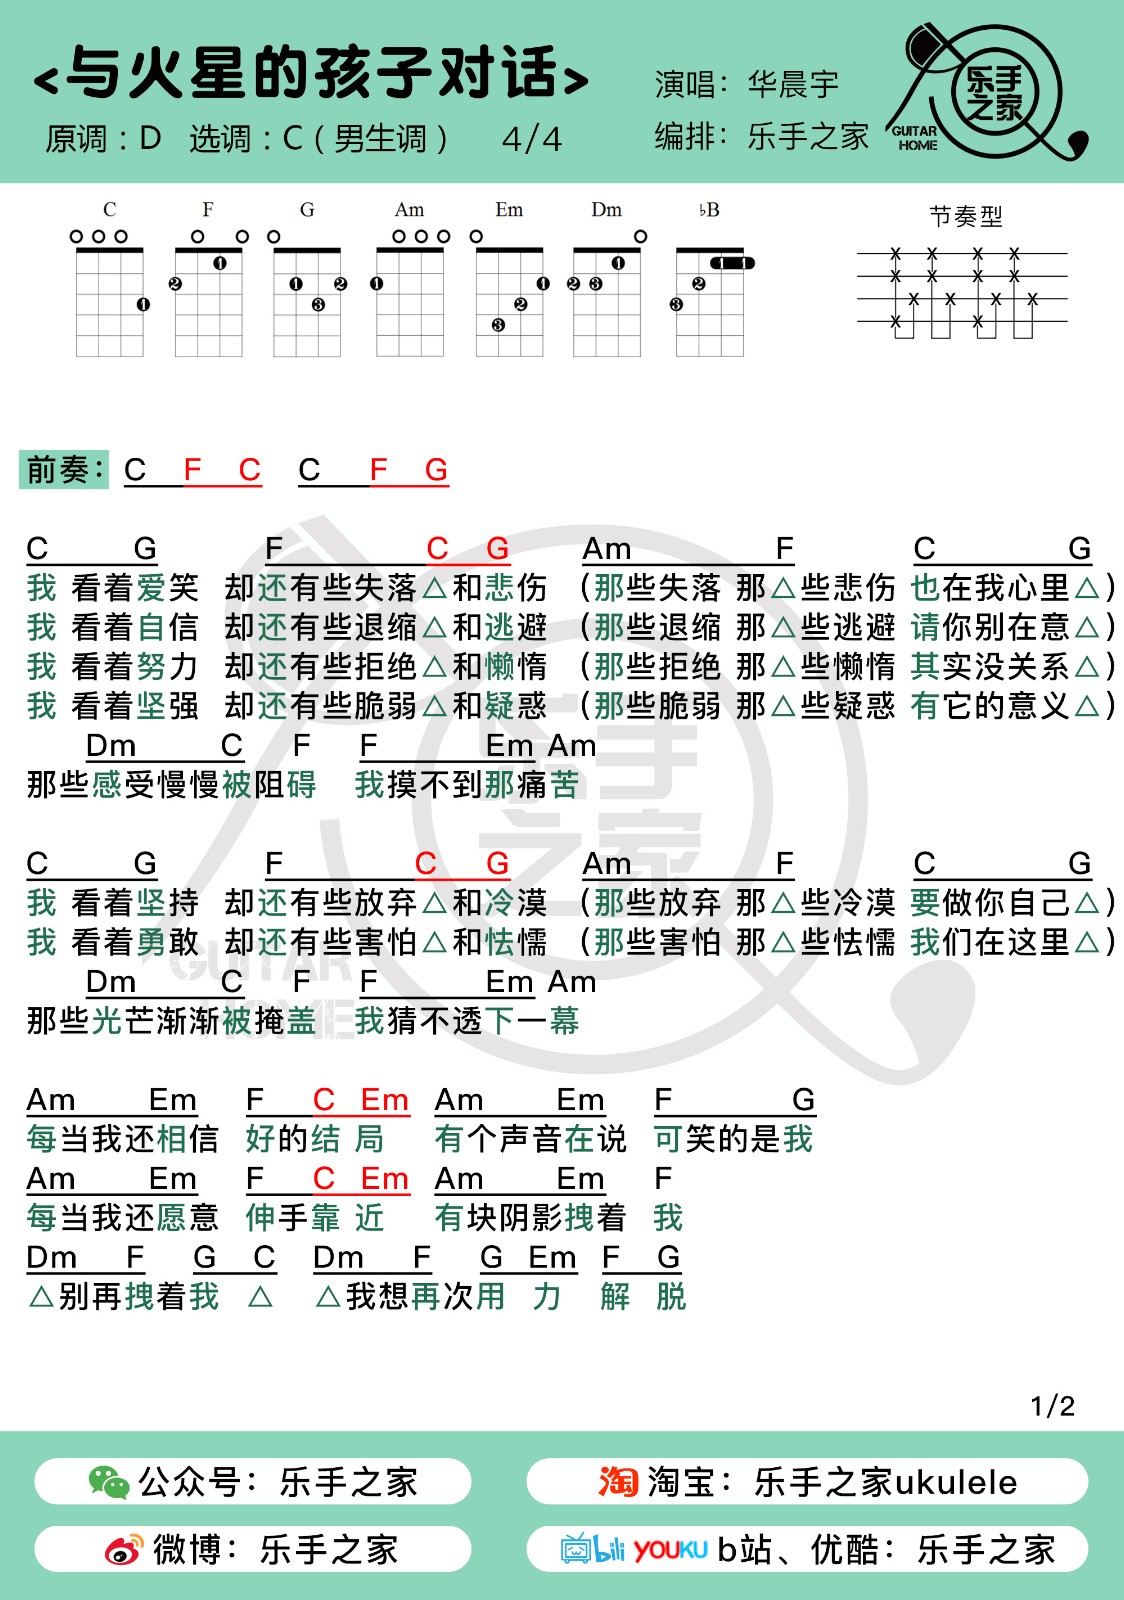 <与火星的孩子对话>
演唱：华晨宇
原调：D 选调：C（男生调） 4/4
编排：乐手之家
乐手之家
GUITAR HOME
C F G Am Em Dm ♭B
节奏型
前奏： C F C C F G
C G F C G Am F C G
我 看着爱笑 却还有些失落△和悲伤 （那些失落 那△些悲伤 也在我心里△）
我 看着自信 却还有些退缩△和逃避 （那些退缩 那△些逃避 请你别在意△）
我 看着努力 却还有些拒绝△和懒惰 （那些拒绝 那△些懒惰 其实没关系△）
我 看着坚强 却还有些脆弱△和疑惑 （那些脆弱 那△些疑惑 有它的意义△）
Dm C F F Em Am
那些感受慢慢被阻碍 我摸不到那痛苦
C G F C G Am F C G
我 看着坚持 却还有些放弃△和冷漠 （那些放弃 那△些冷漠 要做你自己△）
我 看着勇敢 却还有些害怕△和怯懦 （那些害怕 那△些怯懦 我们在这里△）
Dm C F F Em Am
那些光芒渐渐被掩盖 我猜不透下一幕
Am Em F C Em Am Em F G
每当我还相信 好的结 局 有个声音在说 可笑的是我
Am Em F C Em Am Em F
每当我还愿意 伸手靠 近 有块阴影拽着 我
Dm F G C Dm F G Em F G
△别再拽着我 △ △我想再次用 力 解 脱
1/2
公众号：乐手之家
淘 淘宝：乐手之家ukulele
微博：乐手之家
bili YOUKU b站、优酷：乐手之家